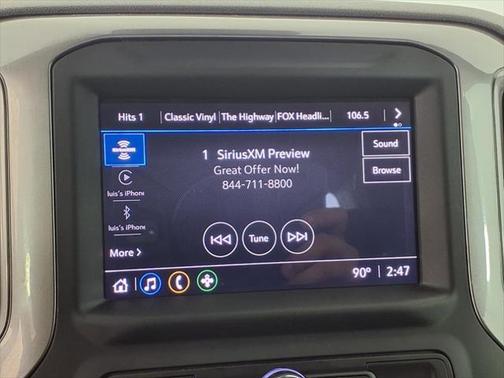 Hits 1 | Classic Vinyl | The Highway | FOX Headli... | 106.5
SiriusXM
1 SiriusXM Preview
Great Offer Now!
844-711-8800
Sound
Browse
luis's iPhone
luis's iPhone
More >
Tune
90° | 2:47